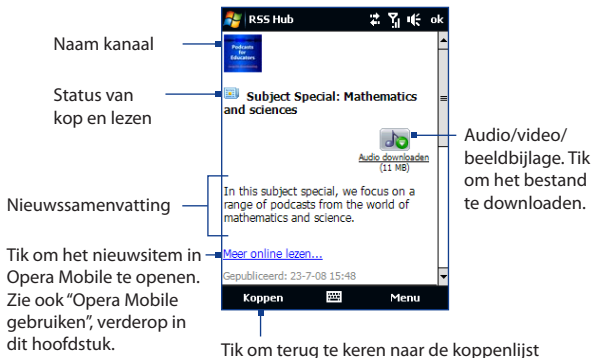 RSS Hub
ok
Naam kanaal
Podcasts
for
Educators
Status van
kop en lezen
Subject Special: Mathematics
and sciences
Audio downloaden
(11 MB)
Audio/video/
beeldbijlage. Tik
om het bestand
te downloaden.
Nieuwssamenvatting
In this subject special, we focus on a
range of podcasts from the world of
mathematics and science.
Tik om het nieuwsitem in
Opera Mobile te openen.
Zie ook “Opera Mobile
gebruiken”, verderop in
dit hoofdstuk.
Meer online lezen...
Gepubliceerd: 23-7-08 15:48
Koppen
Menu
Tik om terug te keren naar de koppenlijst